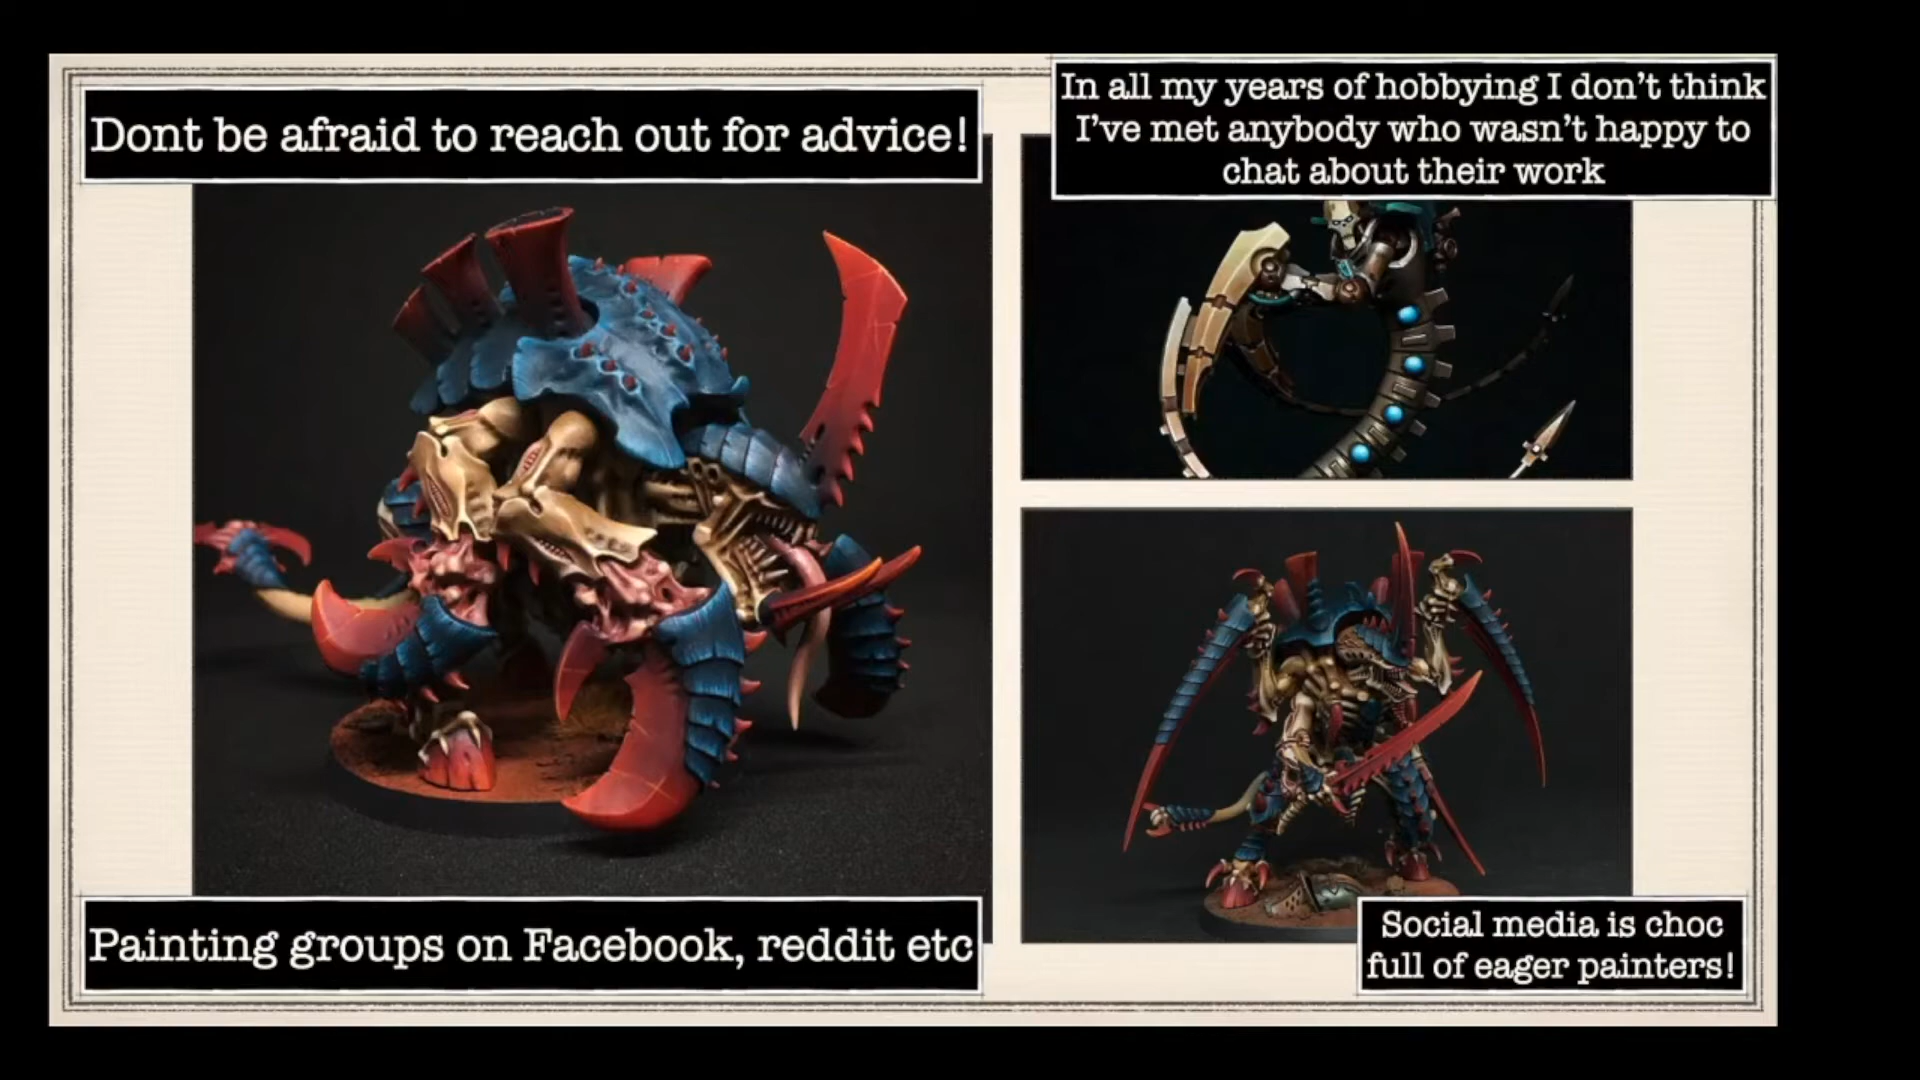 Dont be afraid to reach out for advice!
In all my years of hobbying I don't think
I've met anybody who wasn't happy to
chat about their work
Painting groups on Facebook, reddit etc
Social media is choc
full of eager painters!